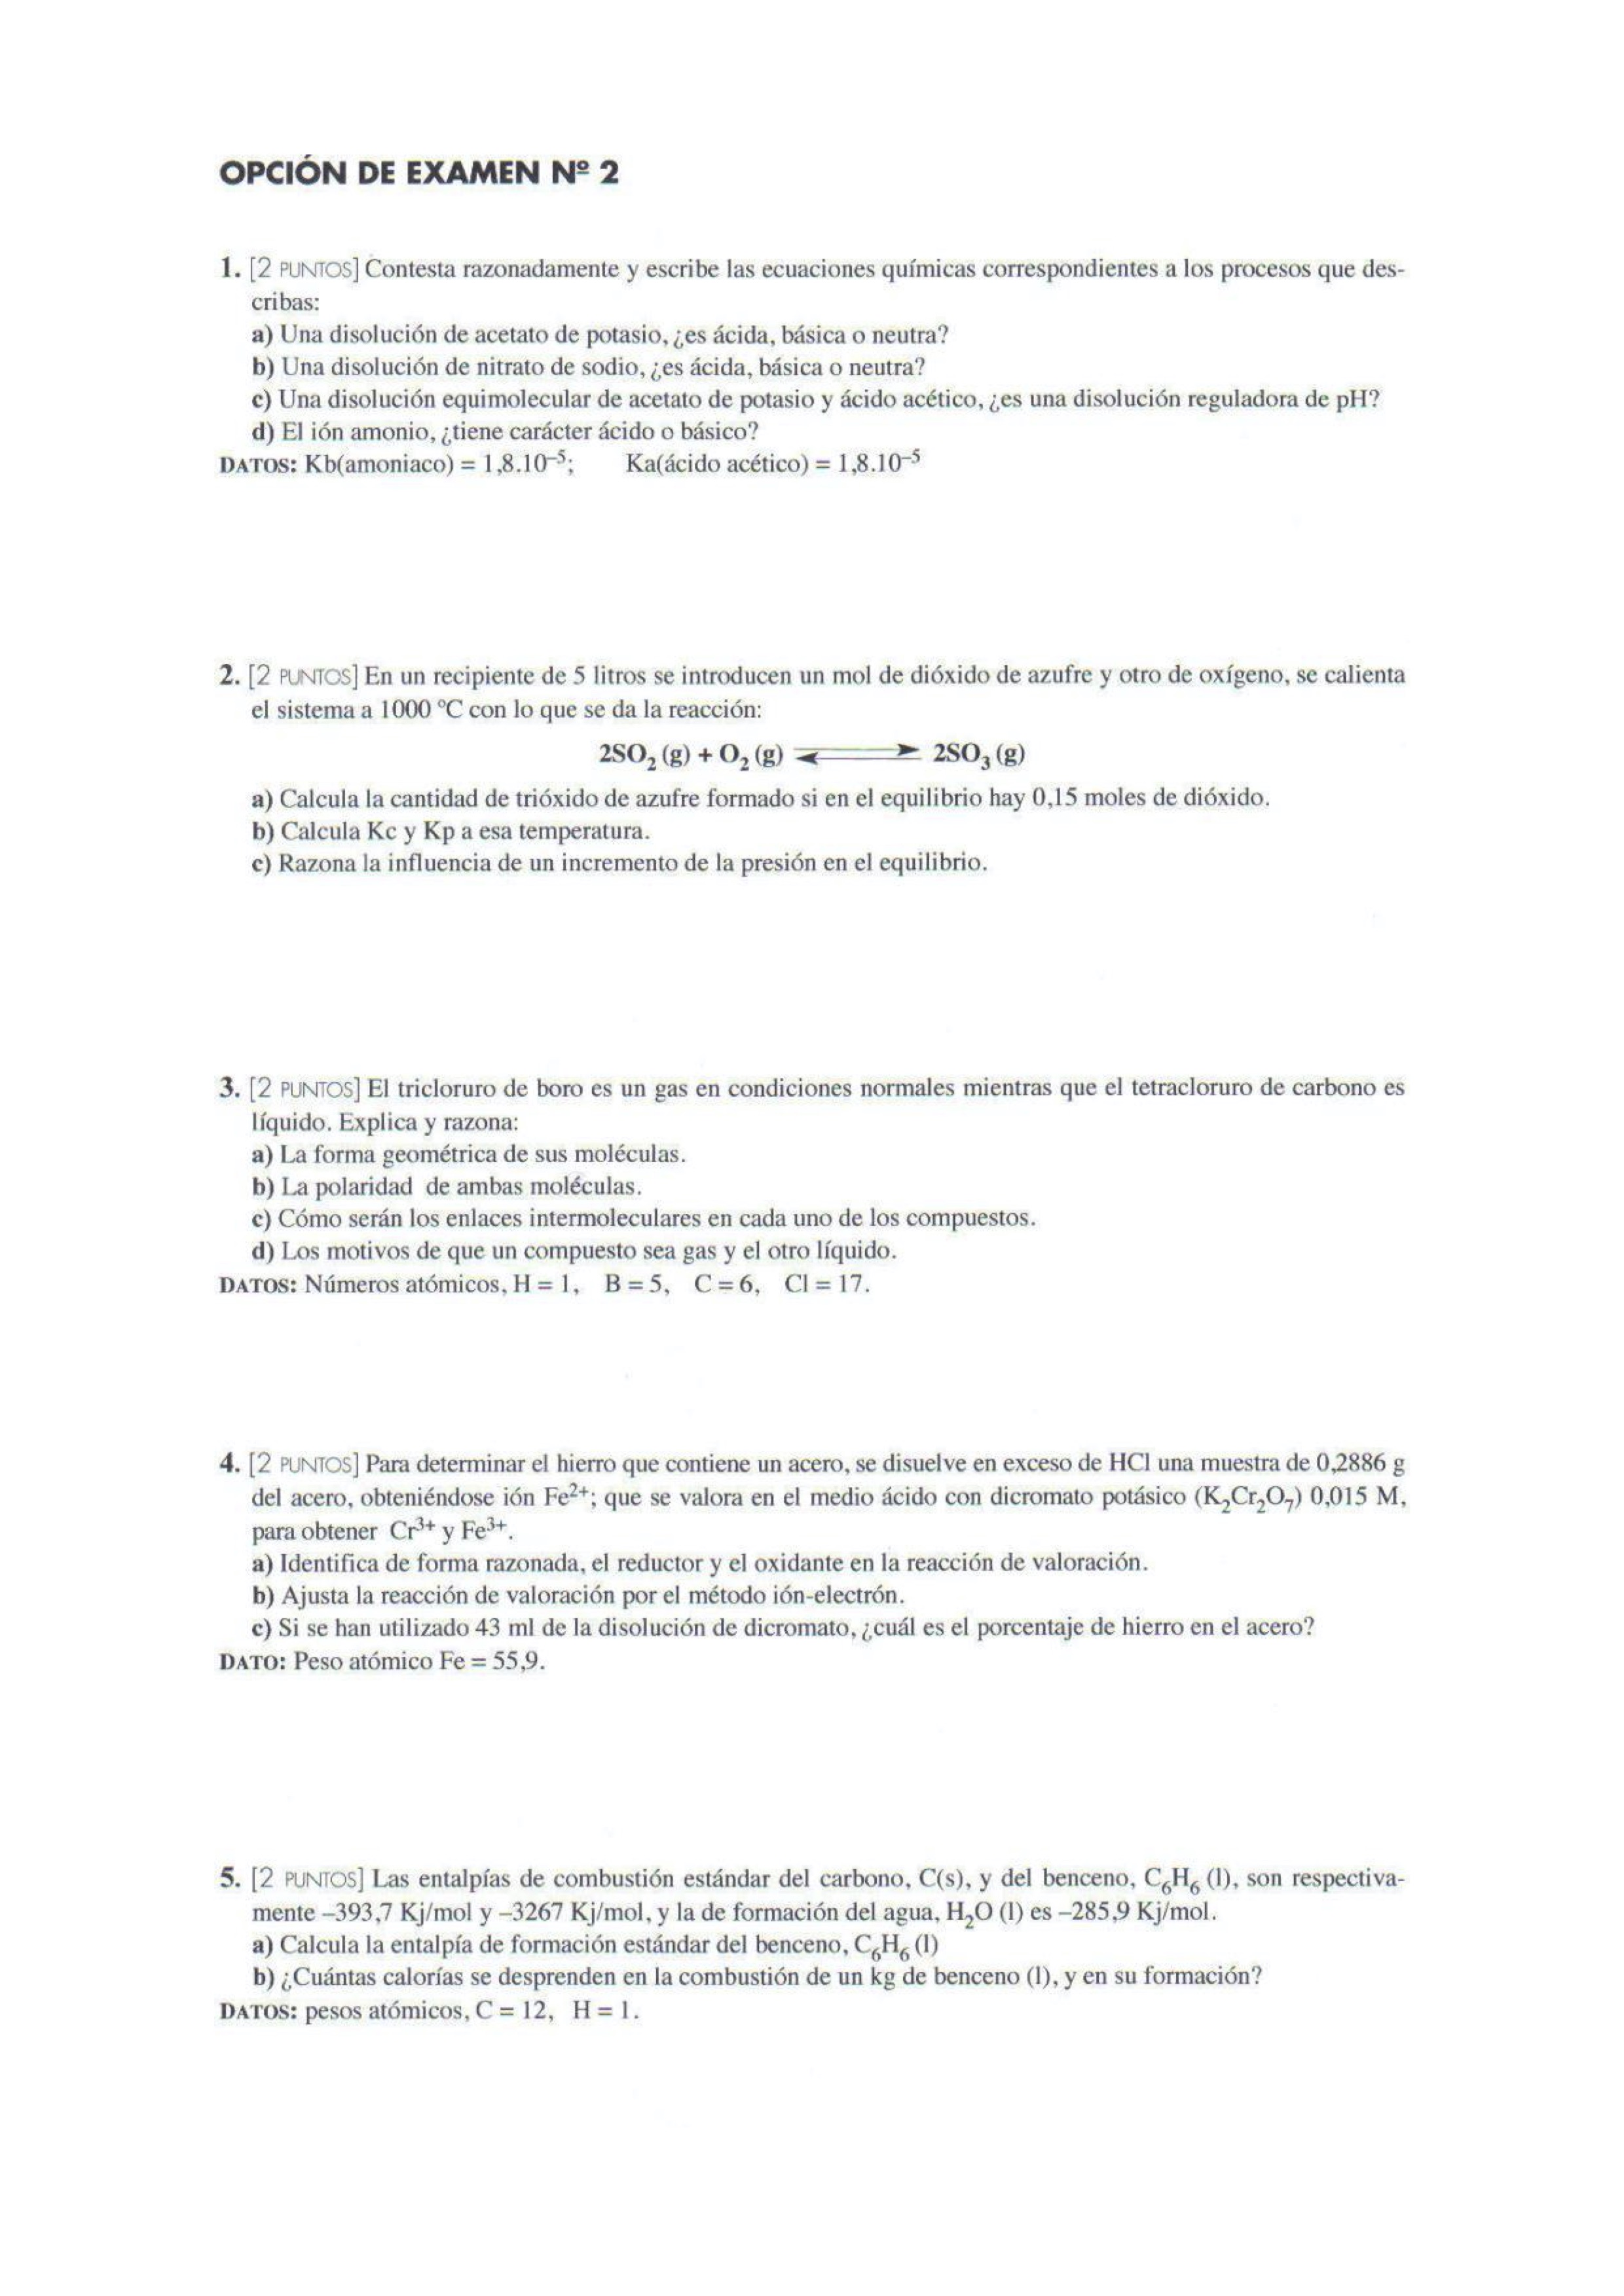 OPCIÓN DE EXAMEN Nº 2
1. [2 PUNTOS] Contesta razonadamente y escribe las ecuaciones químicas correspondientes a los procesos que des-
cribas:
a) Una disolución de acetato de potasio, ¿es ácida, básica o neutra?
b) Una disolución de nitrato de sodio, ¿es ácida, básica o neutra?
c) Una disolución equimolecular de acetato de potasio y ácido acético, ¿es una disolución reguladora de pH?
d) El ión amonio, ¿tiene carácter ácido o básico?
DATOS: Kb(amoniaco) = 1,8.10⁻⁵; Ka(ácido acético) = 1,8.10⁻⁵
2. [2 PUNTOS] En un recipiente de 5 litros se introducen un mol de dióxido de azufre y otro de oxígeno, se calienta
el sistema a 1000 ºC con lo que se da la reacción:
2SO₂ (g) + O₂ (g) ⇌ 2SO₃ (g)
a) Calcula la cantidad de trióxido de azufre formado si en el equilibrio hay 0,15 moles de dióxido.
b) Calcula Kc y Kp a esa temperatura.
c) Razona la influencia de un incremento de la presión en el equilibrio.
3. [2 PUNTOS] El tricloruro de boro es un gas en condiciones normales mientras que el tetracloruro de carbono es
líquido. Explica y razona:
a) La forma geométrica de sus moléculas.
b) La polaridad de ambas moléculas.
c) Cómo serán los enlaces intermoleculares en cada uno de los compuestos.
d) Los motivos de que un compuesto sea gas y el otro líquido.
DATOS: Números atómicos, H = 1, B = 5, C = 6, Cl = 17.
4. [2 PUNTOS] Para determinar el hierro que contiene un acero, se disuelve en exceso de HCl una muestra de 0,2886 g
del acero, obteniéndose ión Fe²⁺; que se valora en el medio ácido con dicromato potásico (K₂Cr₂O₇) 0,015 M,
para obtener Cr³⁺ y Fe³⁺.
a) Identifica de forma razonada, el reductor y el oxidante en la reacción de valoración.
b) Ajusta la reacción de valoración por el método ión-electrón.
c) Si se han utilizado 43 ml de la disolución de dicromato, ¿cuál es el porcentaje de hierro en el acero?
DATO: Peso atómico Fe = 55,9.
5. [2 PUNTOS] Las entalpías de combustión estándar del carbono, C(s), y del benceno, C₆H₆ (l), son respectiva-
mente –393,7 Kj/mol y –3267 Kj/mol, y la de formación del agua, H₂O (l) es –285,9 Kj/mol.
a) Calcula la entalpía de formación estándar del benceno, C₆H₆ (l)
b) ¿Cuántas calorías se desprenden en la combustión de un kg de benceno (l), y en su formación?
DATOS: pesos atómicos, C = 12, H = 1.